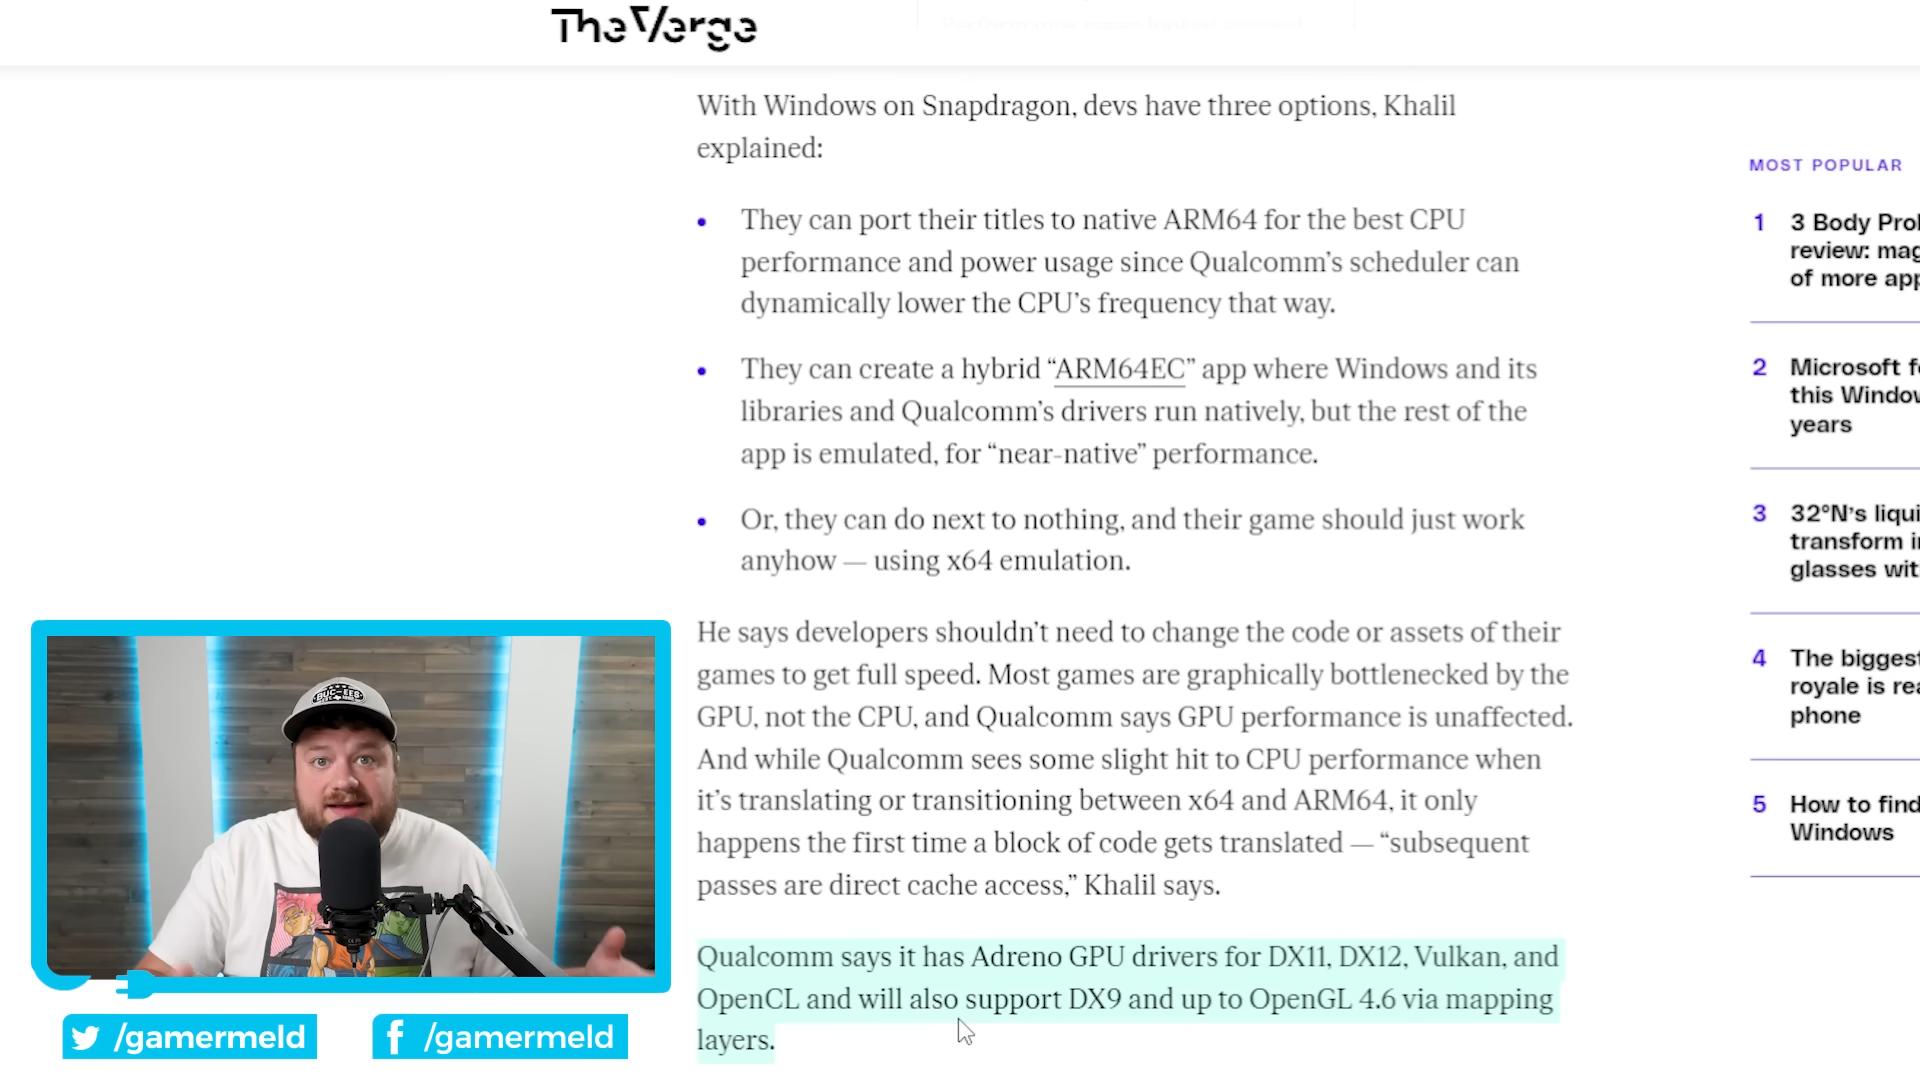 The Verge
With Windows on Snapdragon, devs have three options, Khalil
explained:
They can port their titles to native ARM64 for the best CPU
performance and power usage since Qualcomm's scheduler can
dynamically lower the CPU's frequency that way.
They can create a hybrid “ARM64EC” app where Windows and its
libraries and Qualcomm's drivers run natively, but the rest of the
app is emulated, for “near-native” performance.
Or, they can do next to nothing, and their game should just work
anyhow — using x64 emulation.
He says developers shouldn't need to change the code or assets of their
games to get full speed. Most games are graphically bottlenecked by the
GPU, not the CPU, and Qualcomm says GPU performance is unaffected.
And while Qualcomm sees some slight hit to CPU performance when
it's translating or transitioning between x64 and ARM64, it only
happens the first time a block of code gets translated — “subsequent
passes are direct cache access,” Khalil says.
Qualcomm says it has Adreno GPU drivers for DX11, DX12, Vulkan, and
OpenCL and will also support DX9 and up to OpenGL 4.6 via mapping
layers.
MOST POPULAR
1 3 Body Pro
review: mag
of more app
2 Microsoft f
this Window
years
3 32°N's liqui
transform i
glasses wit
4 The biggest
royale is rea
phone
5 How to find
Windows
BUC-EES
/gamermeld
/gamermeld